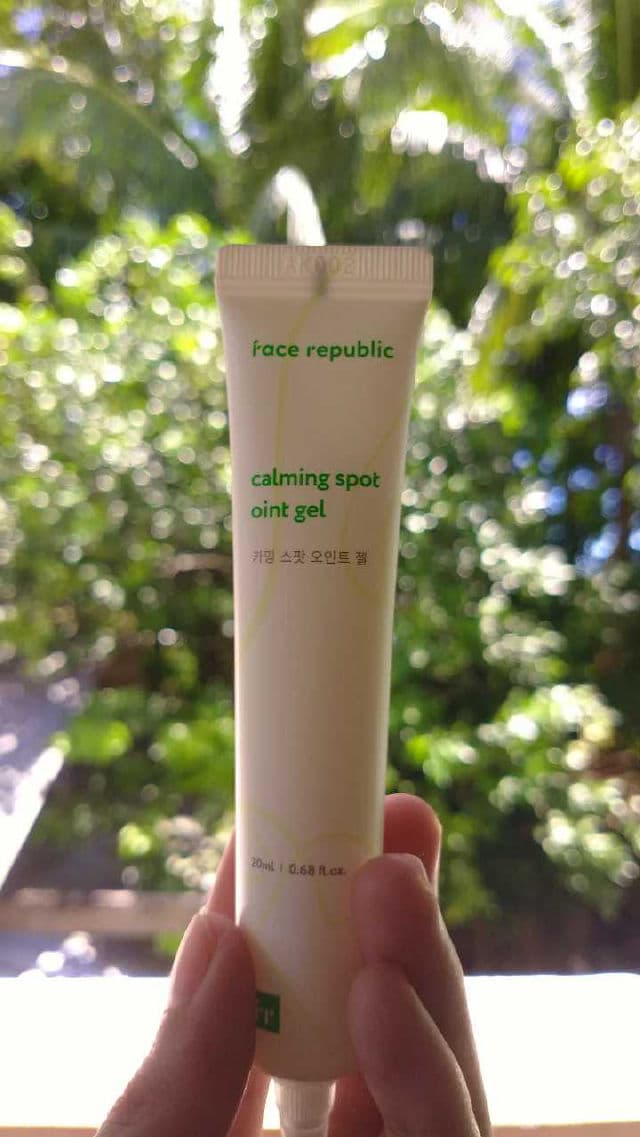 AK002
face republic
calming spot
oint gel
카밍 스팟 오인트 젤
20mL | 0.68 fl.oz.